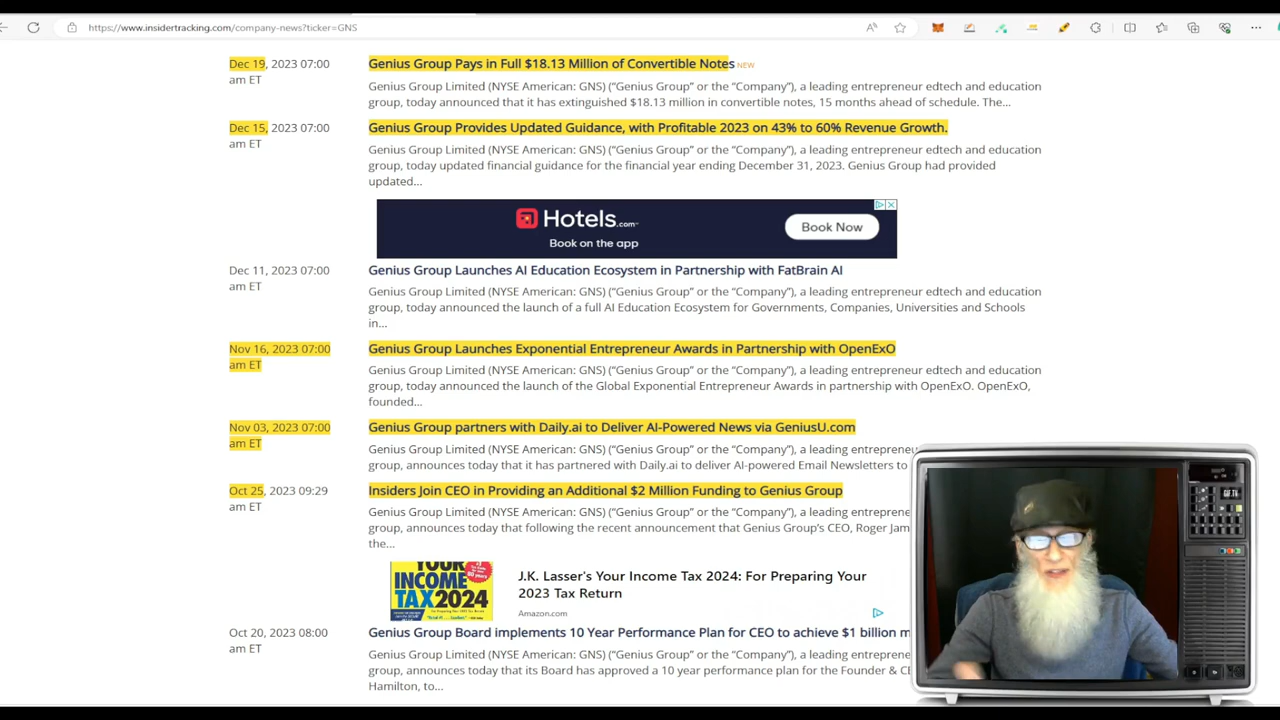 https://www.insidertracking.com/company-news?ticker=GNS
Dec 19, 2023 07:00
am ET
Genius Group Pays in Full $18.13 Million of Convertible Notes NEW
Genius Group Limited (NYSE American: GNS) (“Genius Group” or the “Company”), a leading entrepreneur edtech and education
group, today announced that it has extinguished $18.13 million in convertible notes, 15 months ahead of schedule. The...
Dec 15, 2023 07:00
am ET
Genius Group Provides Updated Guidance, with Profitable 2023 on 43% to 60% Revenue Growth.
Genius Group Limited (NYSE American: GNS) (“Genius Group” or the “Company”), a leading entrepreneur edtech and education
group, today updated financial guidance for the financial year ending December 31, 2023. Genius Group had provided
updated...
Hotels.com
Book on the app
Book Now
Dec 11, 2023 07:00
am ET
Genius Group Launches AI Education Ecosystem in Partnership with FatBrain AI
Genius Group Limited (NYSE American: GNS) (“Genius Group” or the “Company”), a leading entrepreneur edtech and education
group, today announced the launch of a full AI Education Ecosystem for Governments, Companies, Universities and Schools
in...
Nov 16, 2023 07:00
am ET
Genius Group Launches Exponential Entrepreneur Awards in Partnership with OpenExO
Genius Group Limited (NYSE American: GNS) (“Genius Group” or the “Company”), a leading entrepreneur edtech and education
group, today announced the launch of the Global Exponential Entrepreneur Awards in partnership with OpenExO. OpenExO,
founded...
Nov 03, 2023 07:00
am ET
Genius Group partners with Daily.ai to Deliver AI-Powered News via GeniusU.com
Genius Group Limited (NYSE American: GNS) (“Genius Group” or the “Company”), a leading entrepreneur
group, announces today that it has partnered with Daily.ai to deliver AI-powered Email Newsletters to
Oct 25, 2023 09:29
am ET
Insiders Join CEO in Providing an Additional $2 Million Funding to Genius Group
Genius Group Limited (NYSE American: GNS) (“Genius Group” or the “Company”), a leading entreprene
group, announces today that following the recent announcement that Genius Group’s CEO, Roger Jam
the...
YOUR
INCOME
TAX 2024
J.K. Lasser's Your Income Tax 2024: For Preparing Your
2023 Tax Return
Amazon.com
Oct 20, 2023 08:00
am ET
Genius Group Board implements 10 Year Performance Plan for CEO to achieve $1 billion m
Genius Group Limited (NYSE American: GNS) (“Genius Group” or the “Company”), a leading entreprene
group, announces today that its Board has approved a 10 year performance plan for the Founder & CE
Hamilton, to...